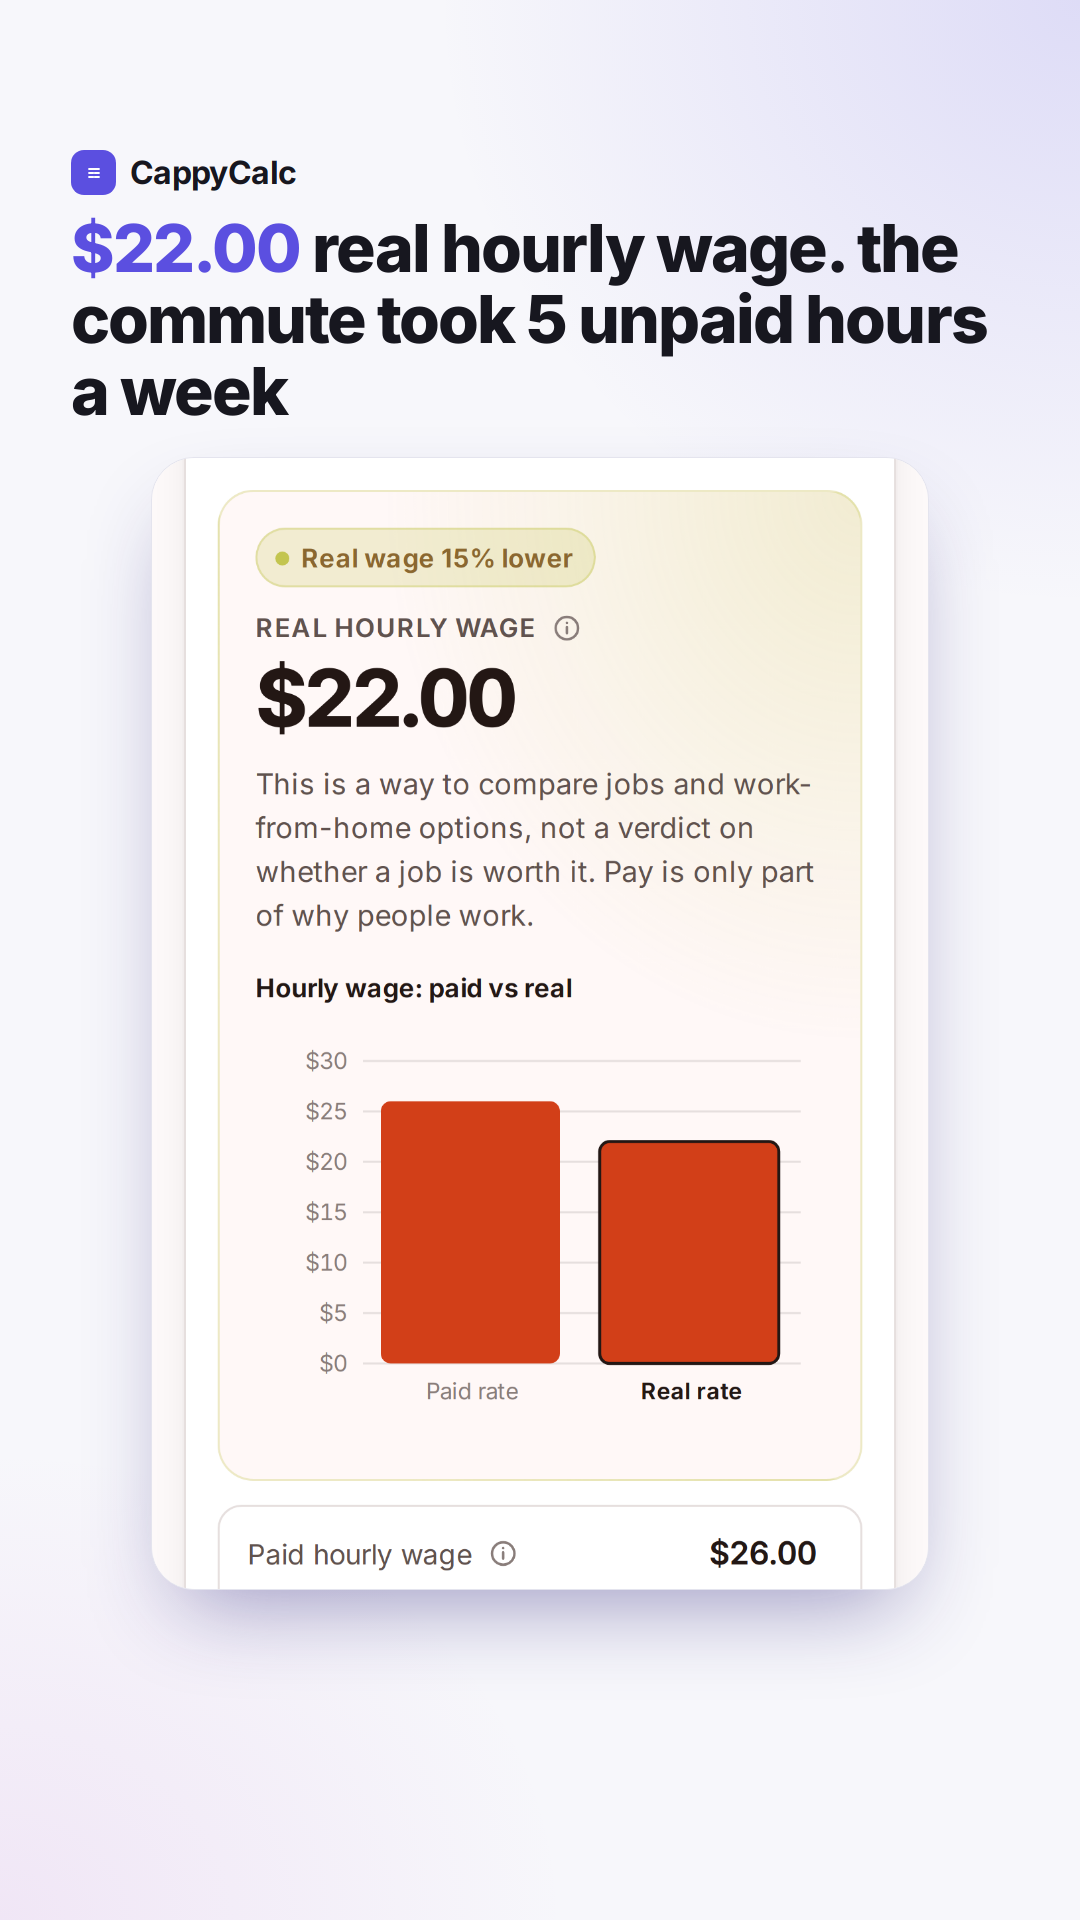 CappyCalc
$22.00 real hourly wage. the
commute took 5 unpaid hours
a week
Real wage 15% lower
REAL HOURLY WAGE
$22.00
This is a way to compare jobs and work-
from-home options, not a verdict on
whether a job is worth it. Pay is only part
of why people work.
Hourly wage: paid vs real
$30
$25
$20
$15
$10
$5
$0
Paid rate
Real rate
Paid hourly wage
$26.00